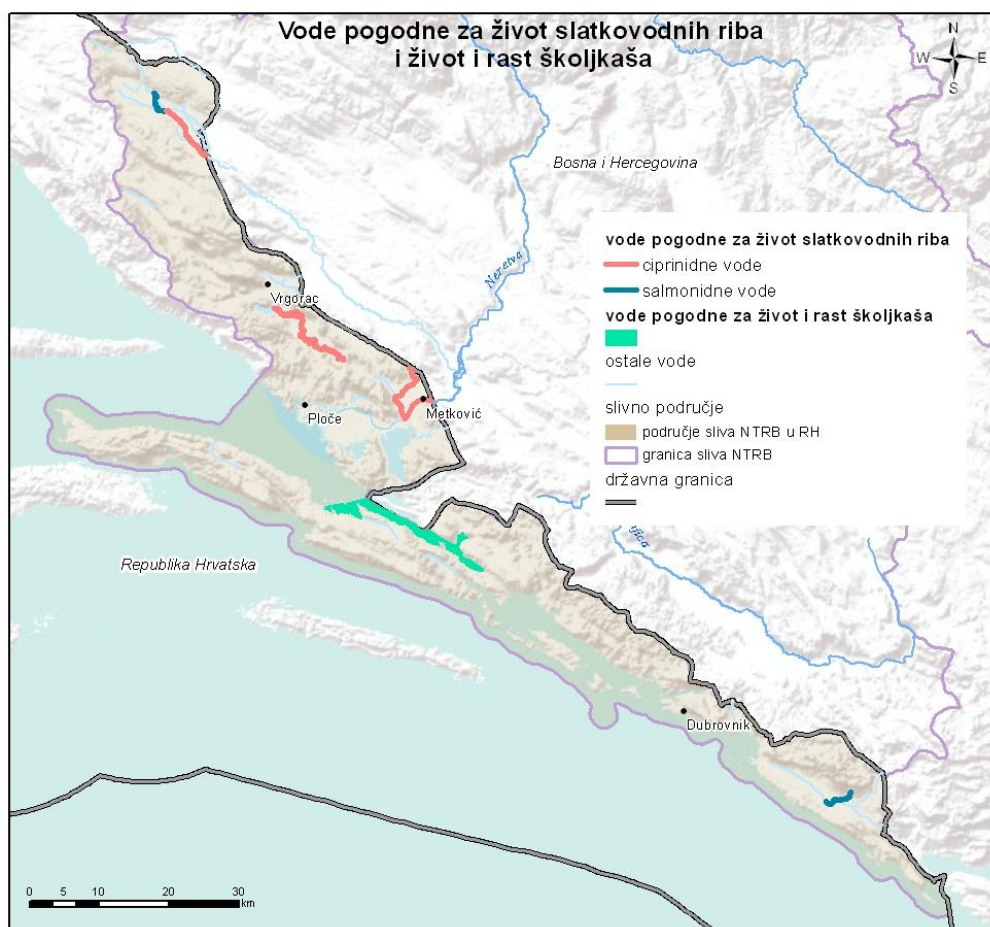 Vode pogodne za život slatkovodnih riba
i život i rast školjkaša
N
W E
S
Bosna i Hercegovina
vode pogodne za život slatkovodnih riba
ciprinidne vode
salmonidne vode
vode pogodne za život i rast školjkaša
ostale vode
slivno područje
područje sliva NTRB u RH
granica sliva NTRB
državna granica
Neretva
Vrgorac
Ploče
Metković
Republika Hrvatska
Dubrovnik
0 5 10 20 30
km